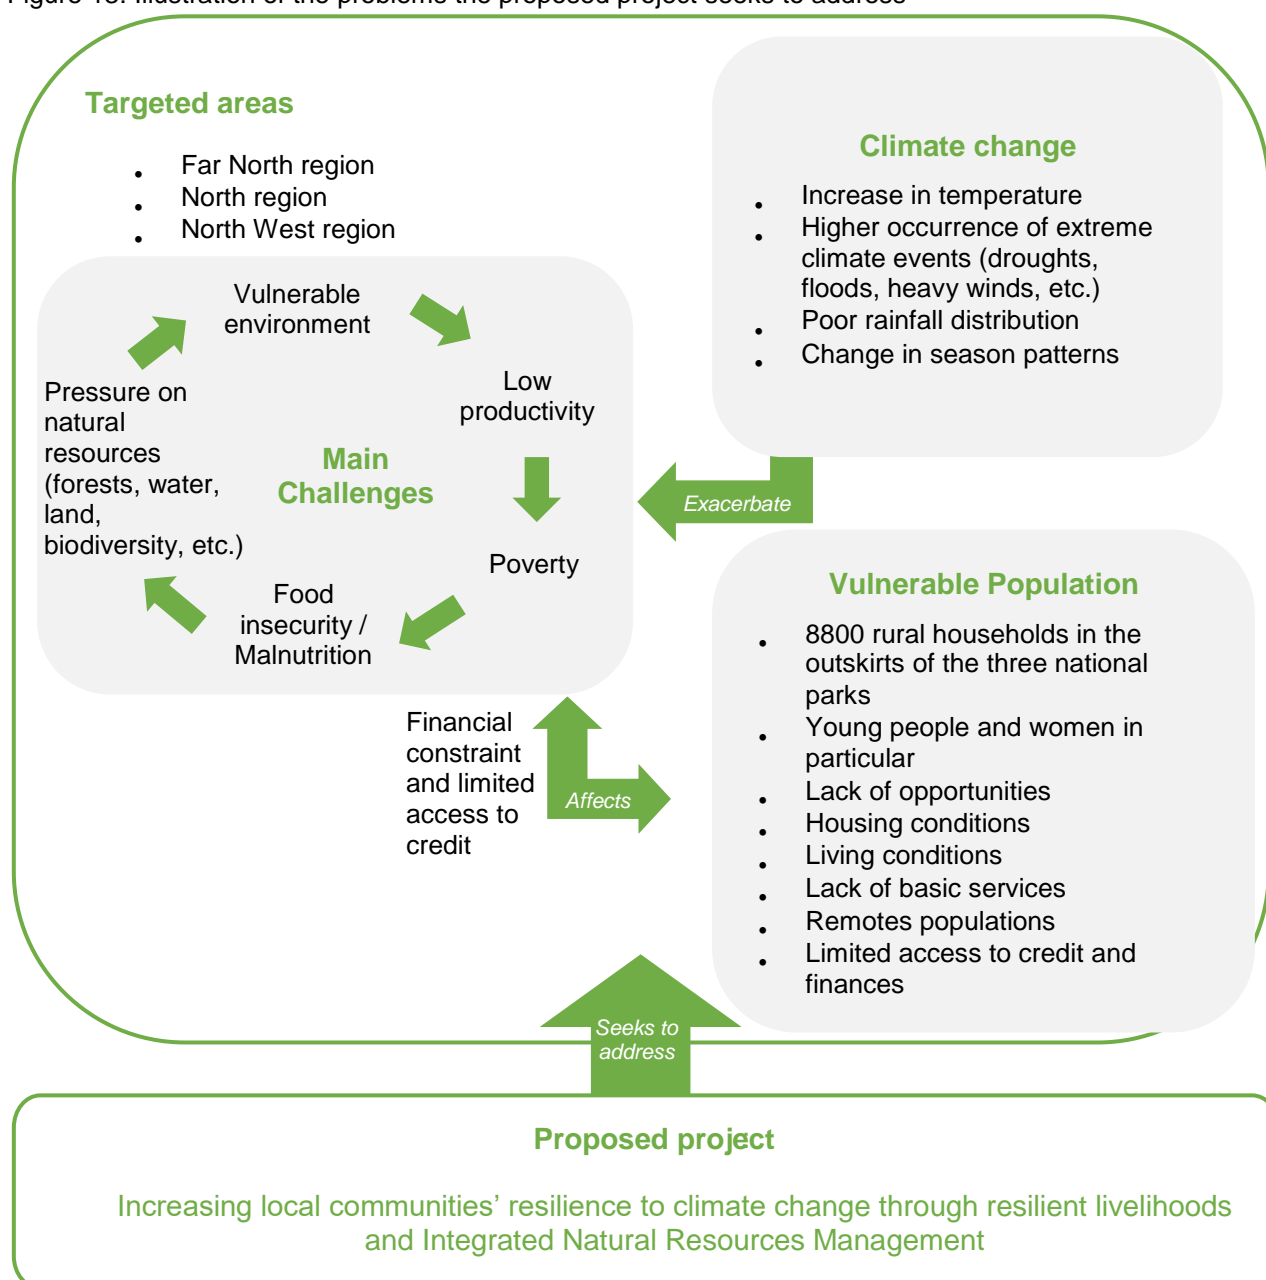 Targeted areas
• Far North region
• North region
• North West region
Climate change
• Increase in temperature
• Higher occurrence of extreme
climate events (droughts,
floods, heavy winds, etc.)
• Poor rainfall distribution
• Change in season patterns
Vulnerable
environment
Low
productivity
Poverty
Food
insecurity /
Malnutrition
Pressure on
natural
resources
(forests, water,
land,
biodiversity, etc.)
Main
Challenges
Exacerbate
Vulnerable Population
• 8800 rural households in the
outskirts of the three national
parks
• Young people and women in
particular
• Lack of opportunities
• Housing conditions
• Living conditions
• Lack of basic services
• Remotes populations
• Limited access to credit and
finances
Financial
constraint
and limited
access to
credit
Affects
Seeks to
address
Proposed project
Increasing local communities’ resilience to climate change through resilient livelihoods
and Integrated Natural Resources Management